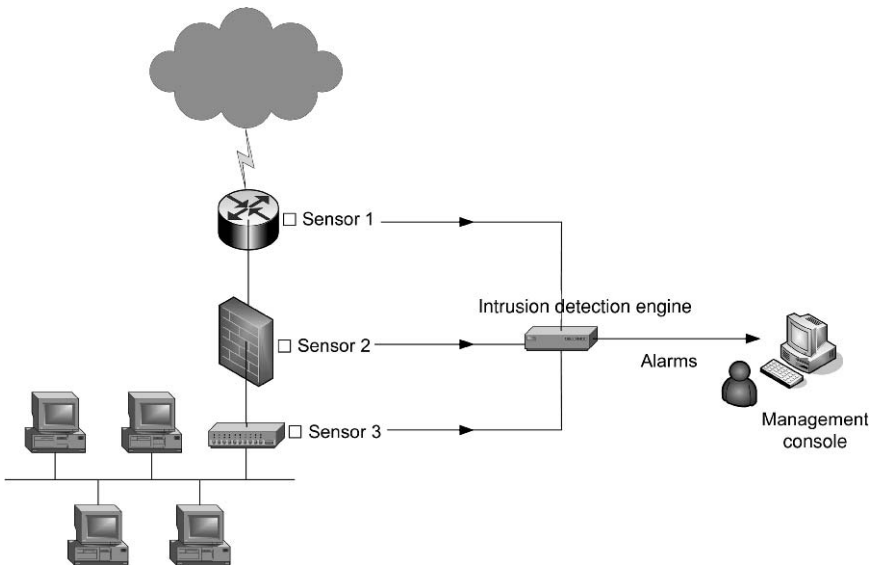 Sensor 1
Intrusion detection engine
Sensor 2
Alarms
Sensor 3
Management
console